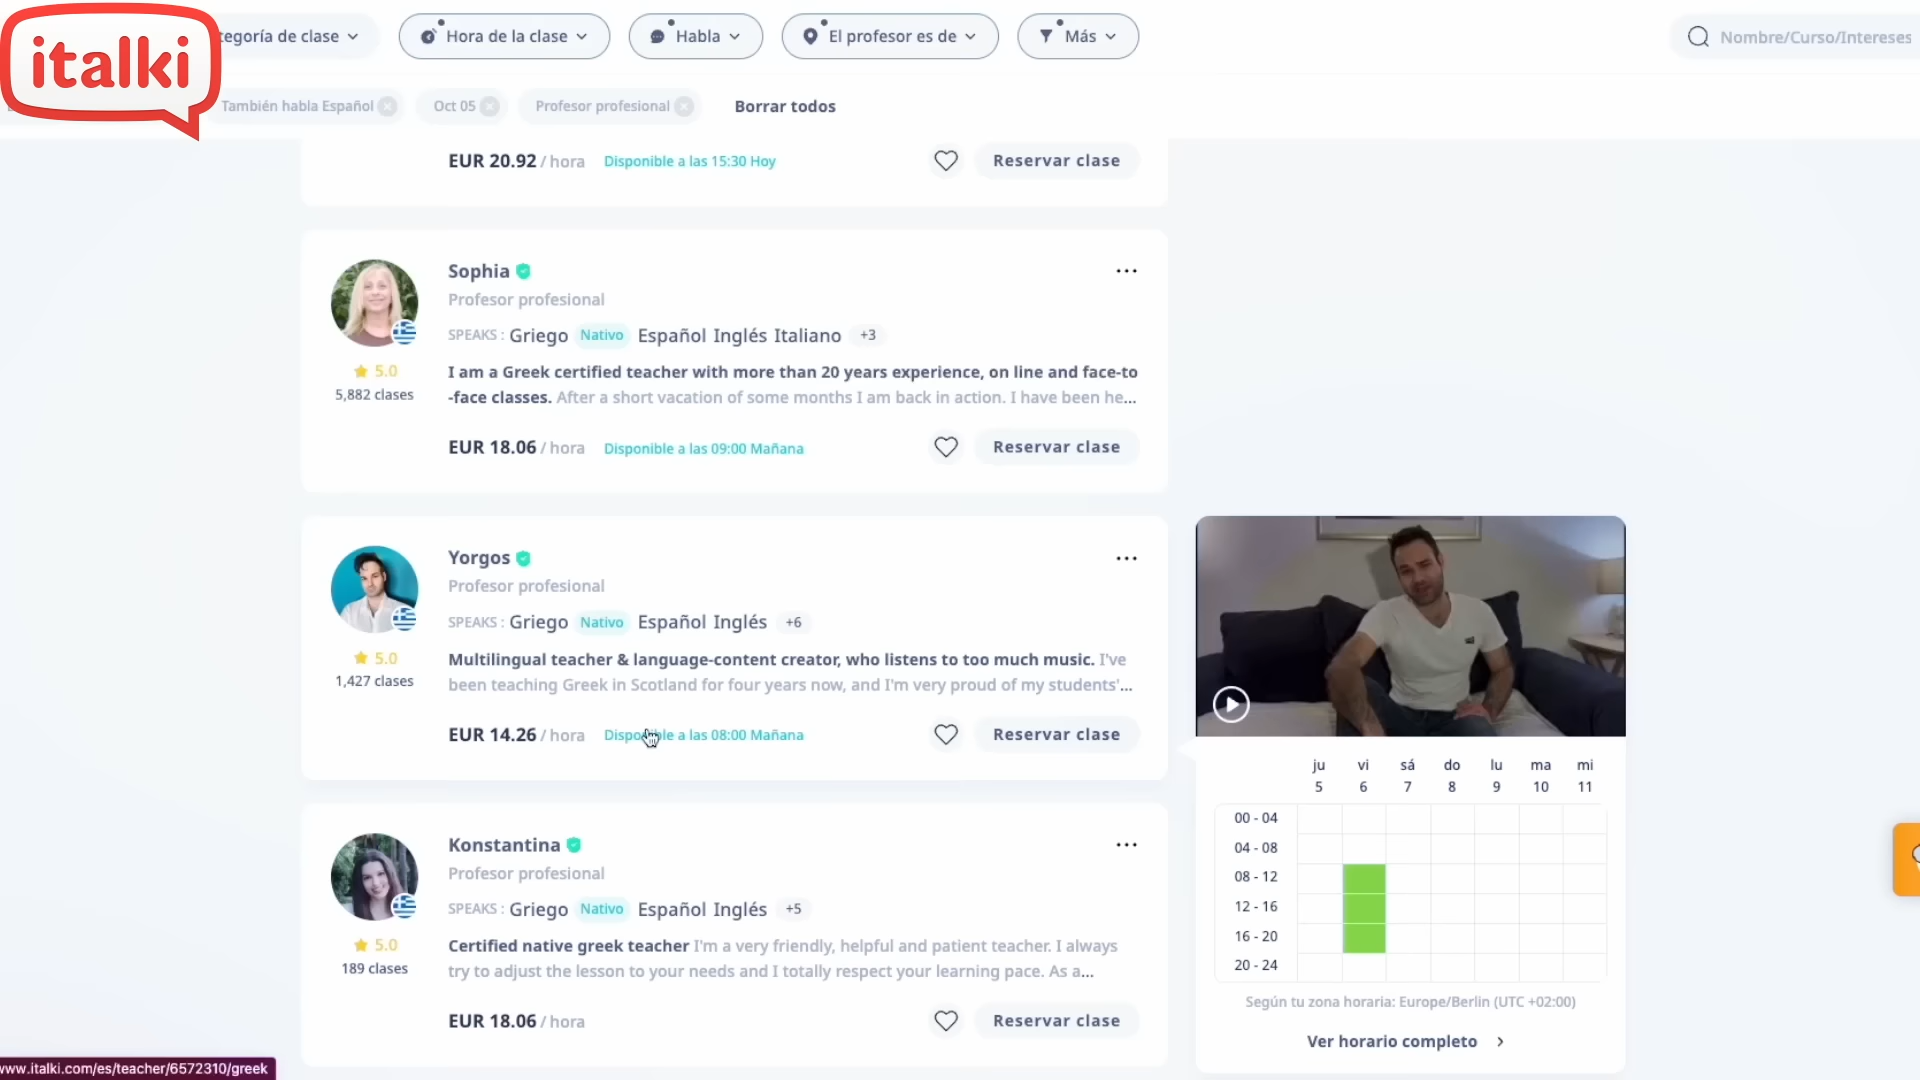 italki
tegoría de clase
Hora de la clase
Habla
El profesor es de
Más
Nombre/Curso/Intereses
También habla Español
Oct 05
Profesor profesional
Borrar todos
EUR 20.92 / hora
Disponible a las 15:30 Hoy
Reservar clase
Sophia
Profesor profesional
SPEAKS : Griego Nativo Español Inglés Italiano +3
5.0
5,882 clases
I am a Greek certified teacher with more than 20 years experience, on line and face-to
-face classes. After a short vacation of some months I am back in action. I have been he...
EUR 18.06 / hora
Disponible a las 09:00 Mañana
Reservar clase
Yorgos
Profesor profesional
SPEAKS : Griego Nativo Español Inglés +6
5.0
1,427 clases
Multilingual teacher & language-content creator, who listens to too much music. I've
been teaching Greek in Scotland for four years now, and I'm very proud of my students'...
EUR 14.26 / hora
Disponible a las 08:00 Mañana
Reservar clase
Konstantina
Profesor profesional
SPEAKS : Griego Nativo Español Inglés +5
5.0
189 clases
Certified native greek teacher I'm a very friendly, helpful and patient teacher. I always
try to adjust the lesson to your needs and I totally respect your learning pace. As a...
EUR 18.06 / hora
Reservar clase
ju vi sá do lu ma mi
5 6 7 8 9 10 11
00 - 04
04 - 08
08 - 12
12 - 16
16 - 20
20 - 24
Según tu zona horaria: Europe/Berlin (UTC +02:00)
Ver horario completo
www.italki.com/es/teacher/6572310/greek